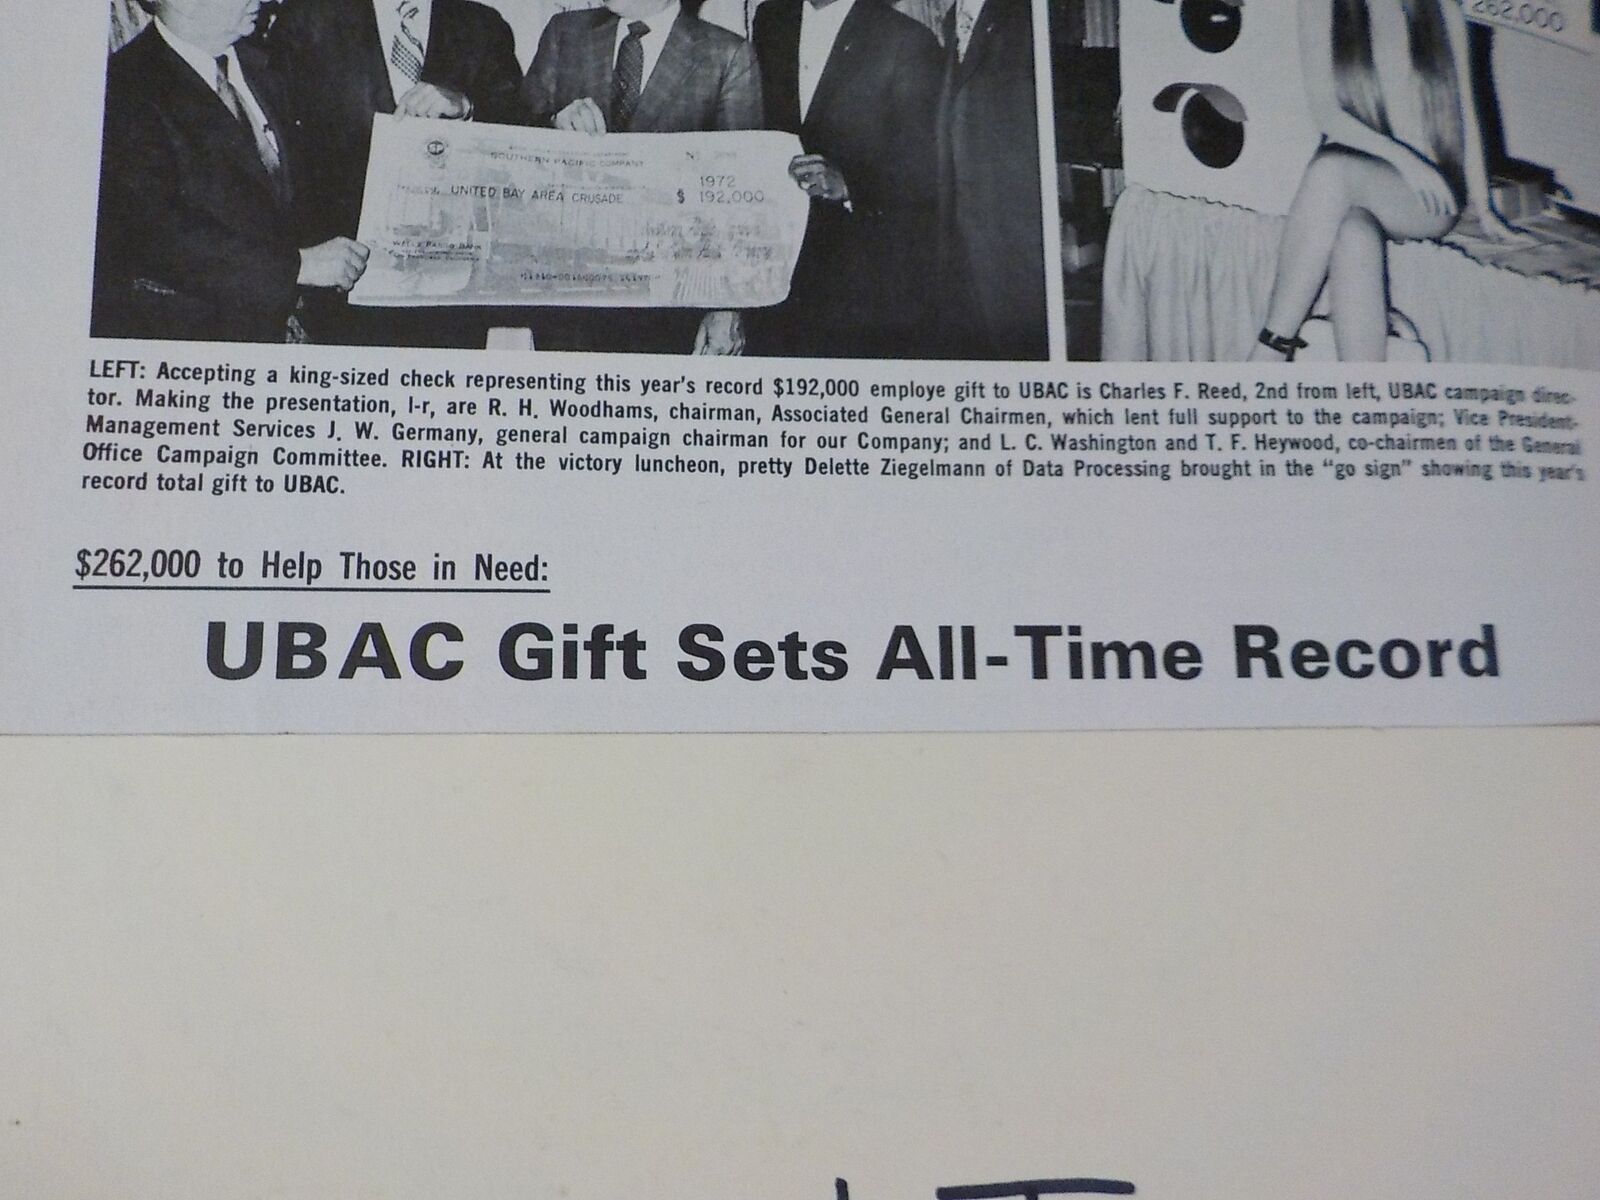 262,000
SOUTHERN PACIFIC COMPANY
1972
UNITED BAY AREA CRUSADE $ 192,000
WELLS FARGO BANK
LEFT: Accepting a king-sized check representing this year's record $192,000 employe gift to UBAC is Charles F. Reed, 2nd from left, UBAC campaign direc-
tor. Making the presentation, l-r, are R. H. Woodhams, chairman, Associated General Chairmen, which lent full support to the campaign; Vice President-
Management Services J. W. Germany, general campaign chairman for our Company; and L. C. Washington and T. F. Heywood, co-chairmen of the General
Office Campaign Committee. RIGHT: At the victory luncheon, pretty Delette Ziegelmann of Data Processing brought in the “go sign” showing this year's
record total gift to UBAC.
$262,000 to Help Those in Need:
UBAC Gift Sets All-Time Record